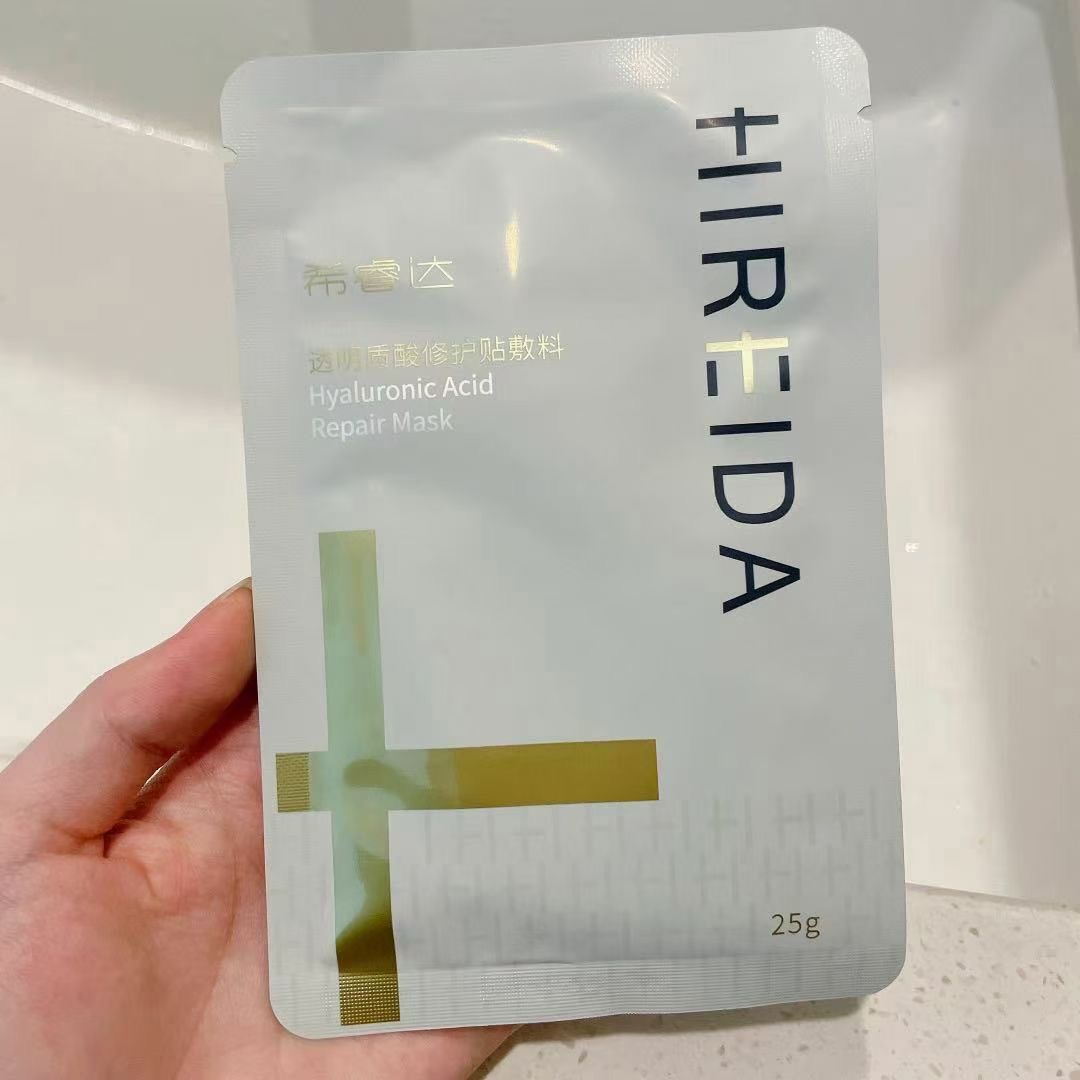 HIREIDA
希睿达
透明质酸修护贴敷料
Hyaluronic Acid
Repair Mask
25g